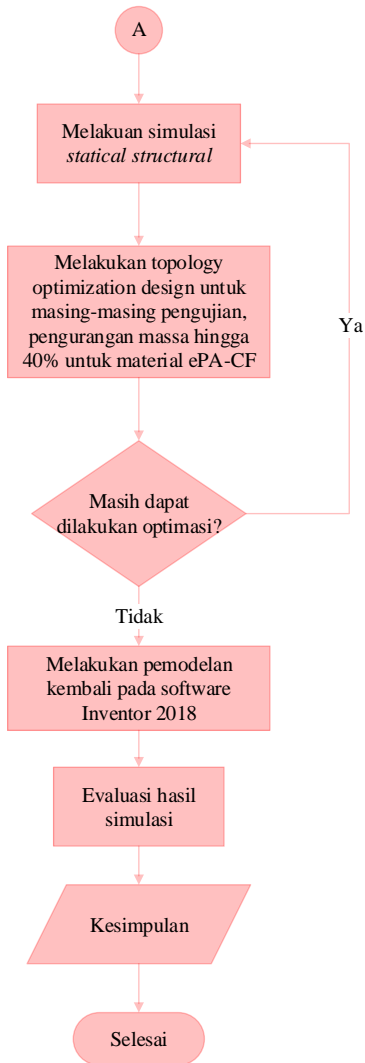 A
Melakuan simulasi
statical structural
Melakukan topology
optimization design untuk
masing-masing pengujian,
pengurangan massa hingga
40% untuk material ePA-CF
Ya
Masih dapat
dilakukan optimasi?
Tidak
Melakukan pemodelan
kembali pada software
Inventor 2018
Evaluasi hasil
simulasi
Kesimpulan
Selesai